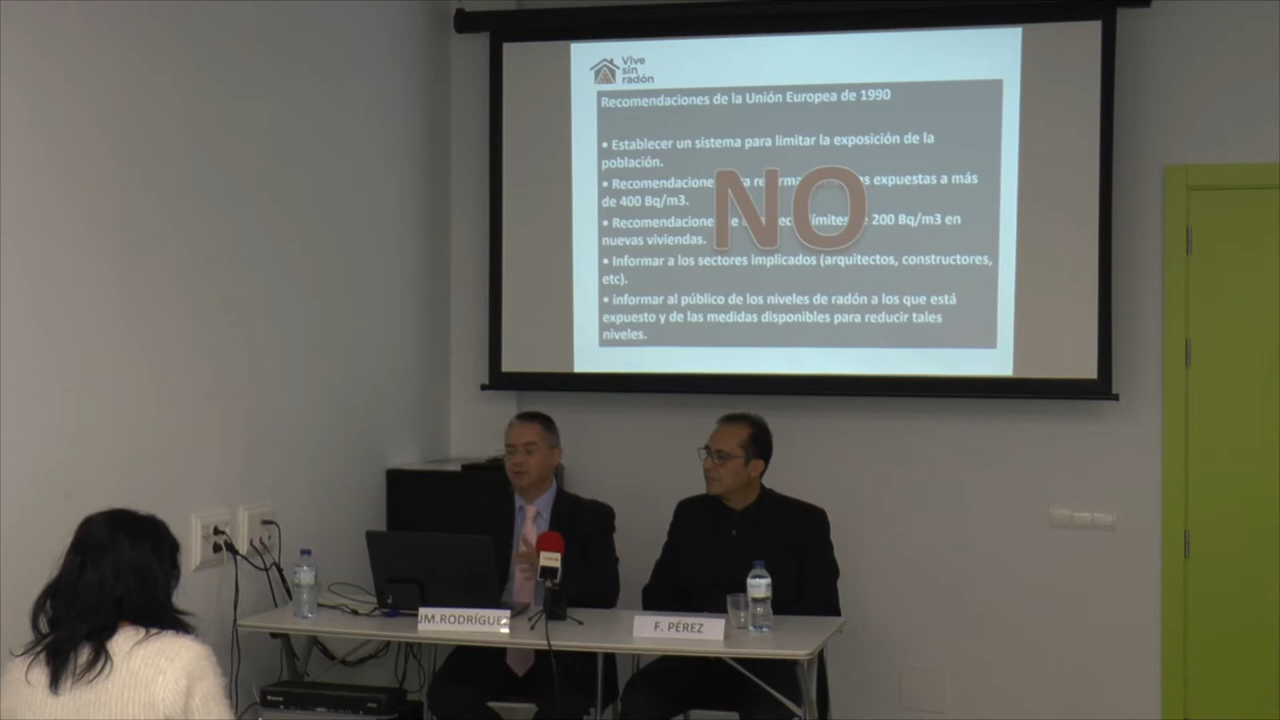 Vive
sin
radón
Recomendaciones de la Unión Europea de 1990
• Establecer un sistema para limitar la exposición de la
población.
• Recomendacione expuestas a más
de 400 Bq/m3.
• Recomendacione 200 Bq/m3 en
nuevas viviendas.
• Informar a los sectores implicados (arquitectos, constructores,
etc).
• informar al público de los niveles de radón a los que está
expuesto y de las medidas disponibles para reducir tales
niveles.
NO
JM.RODRÍGUE
F. PÉREZ